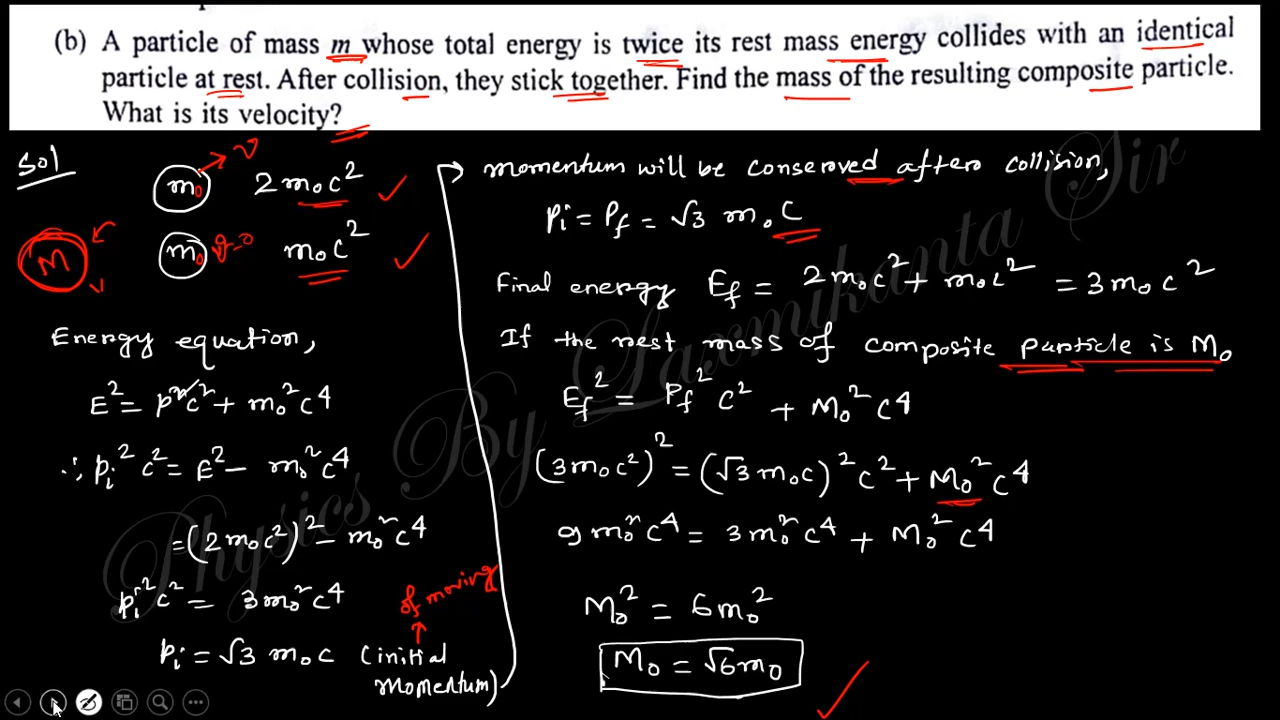 (b) A particle of mass m whose total energy is twice its rest mass energy collides with an identical
particle at rest. After collision, they stick together. Find the mass of the resulting composite particle.
What is its velocity?
Sol
m₀ → v 2m₀c²
M m₀ v=0 m₀c²
v
Energy equation,
E² = p²c² + m₀²c⁴
∴ pᵢ²c² = E² - m₀²c⁴
= (2m₀c²)² - m₀²c⁴
pᵢ²c² = 3m₀²c⁴
of moving
↑
pᵢ = √3 m₀c (initial
momentum)
→ momentum will be conserved after collision,
pᵢ = p_f = √3 m₀c
Final energy E_f = 2m₀c² + m₀c² = 3m₀c²
If the rest mass of composite particle is M₀
E_f² = p_f²c² + M₀²c⁴
(3m₀c²)² = (√3m₀c)²c² + M₀²c⁴
9m₀²c⁴ = 3m₀²c⁴ + M₀²c⁴
M₀² = 6m₀²
M₀ = √6m₀
Physics By Laxmikanta Sir